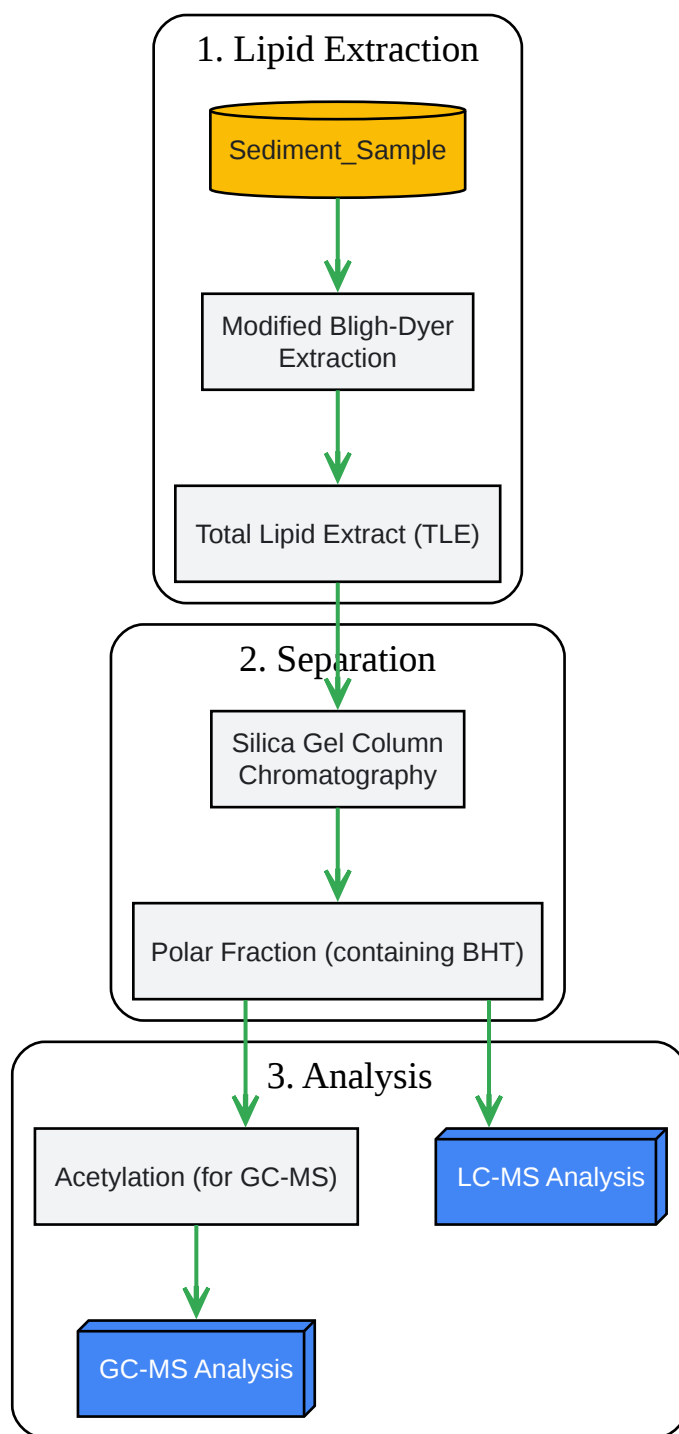 1. Lipid Extraction
Sediment_Sample
Modified Bligh-Dyer
Extraction
Total Lipid Extract (TLE)
2. Separation
Silica Gel Column
Chromatography
Polar Fraction (containing BHT)
3. Analysis
Acetylation (for GC-MS)
LC-MS Analysis
GC-MS Analysis